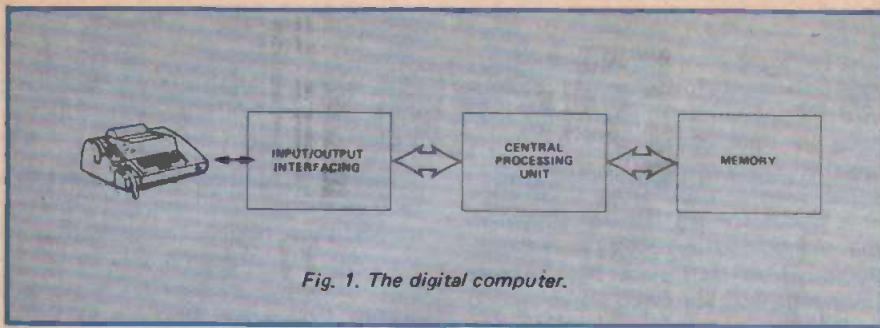 INPUT/OUTPUT
INTERFACING
CENTRAL
PROCESSING
UNIT
MEMORY
Fig. 1. The digital computer.